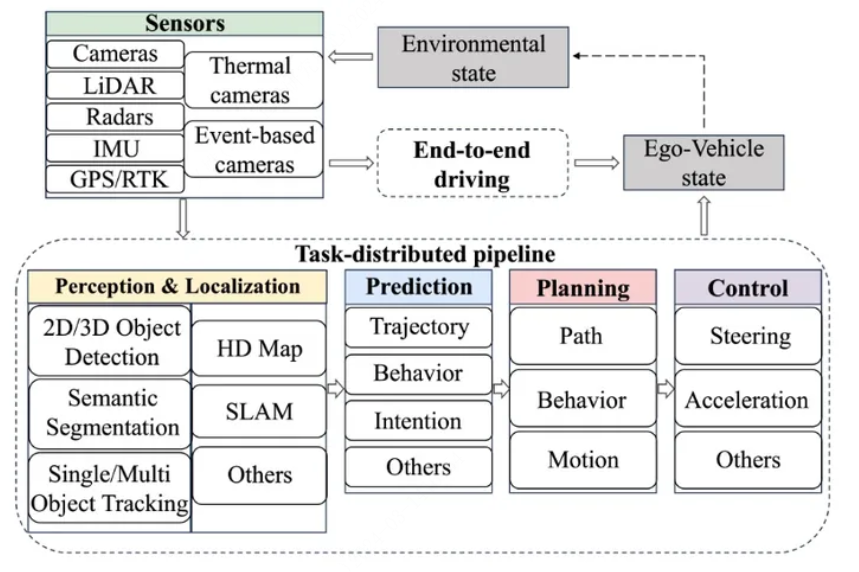 Sensors
Cameras
LiDAR
Radars
IMU
GPS/RTK
Thermal
cameras
Event-based
cameras
Environmental
state
End-to-end
driving
Ego-Vehicle
state
Task-distributed pipeline
Perception & Localization
2D/3D Object
Detection
Semantic
Segmentation
Single/Multi
Object Tracking
HD Map
SLAM
Others
Prediction
Trajectory
Behavior
Intention
Others
Planning
Path
Behavior
Motion
Control
Steering
Acceleration
Others